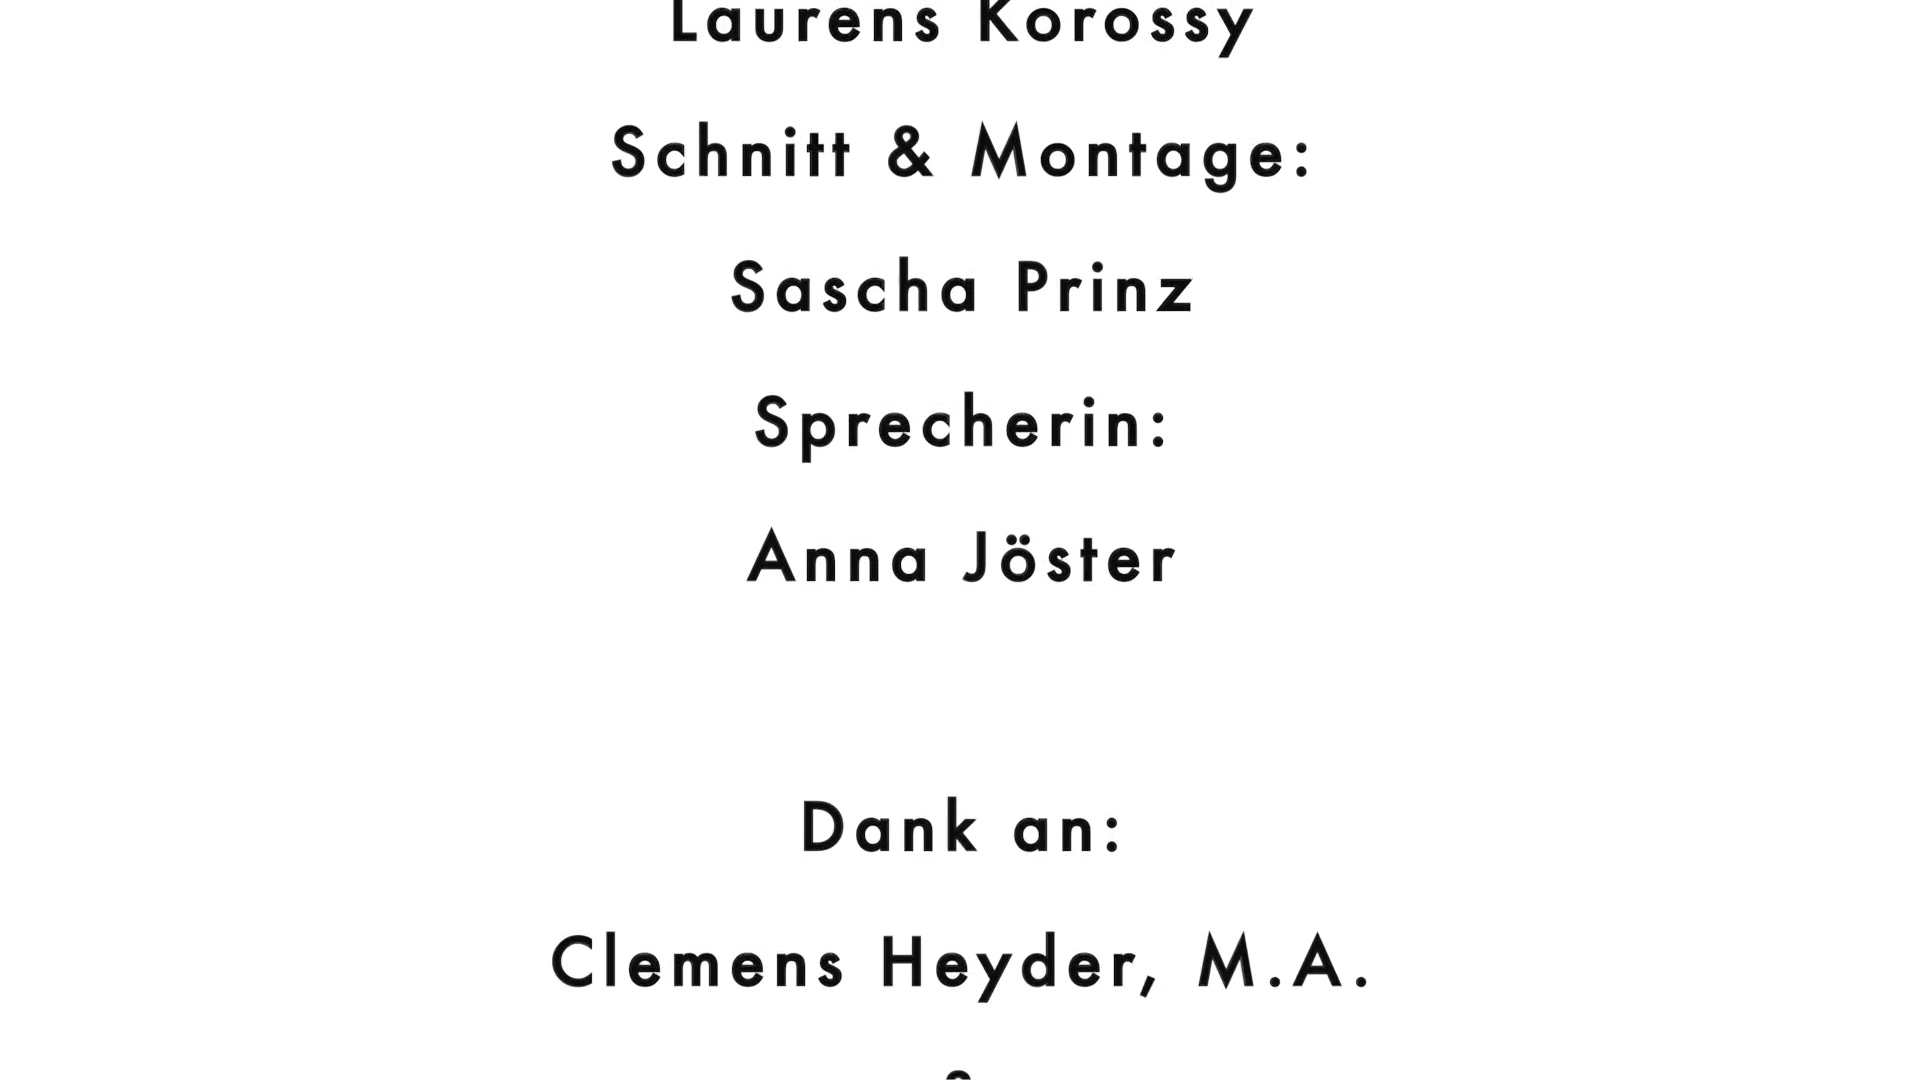 Laurens Korossy
Schnitt & Montage:
Sascha Prinz
Sprecherin:
Anna Jöster
Dank an:
Clemens Heyder, M.A.